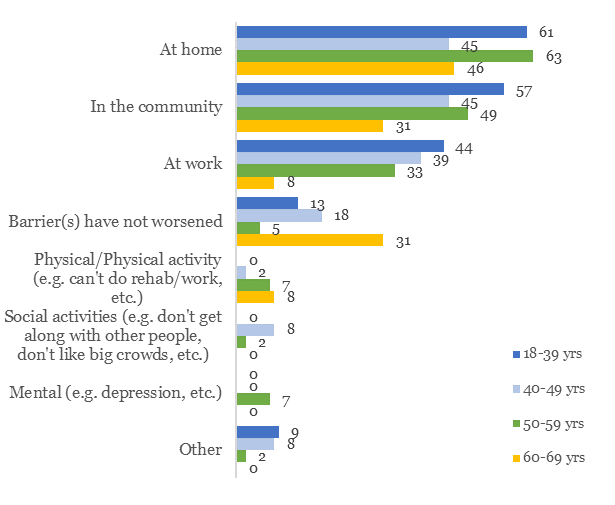 61
45
At home
63
46
57
45
In the community
49
31
44
39
At work
33
8
13
18
Barrier(s) have not worsened
5
31
0
Physical/Physical activity
2
(e.g. can't do rehab/work,
7
etc.)
8
Social activities (e.g. don't get
0
along with other people,
8
2
don't like big crowds, etc.)
0
18-39 yrs
0
0
40-49 yrs
Mental (e.g. depression, etc.)
7
0
50-59 yrs
9
8
Other
2
60-69 yrs
0